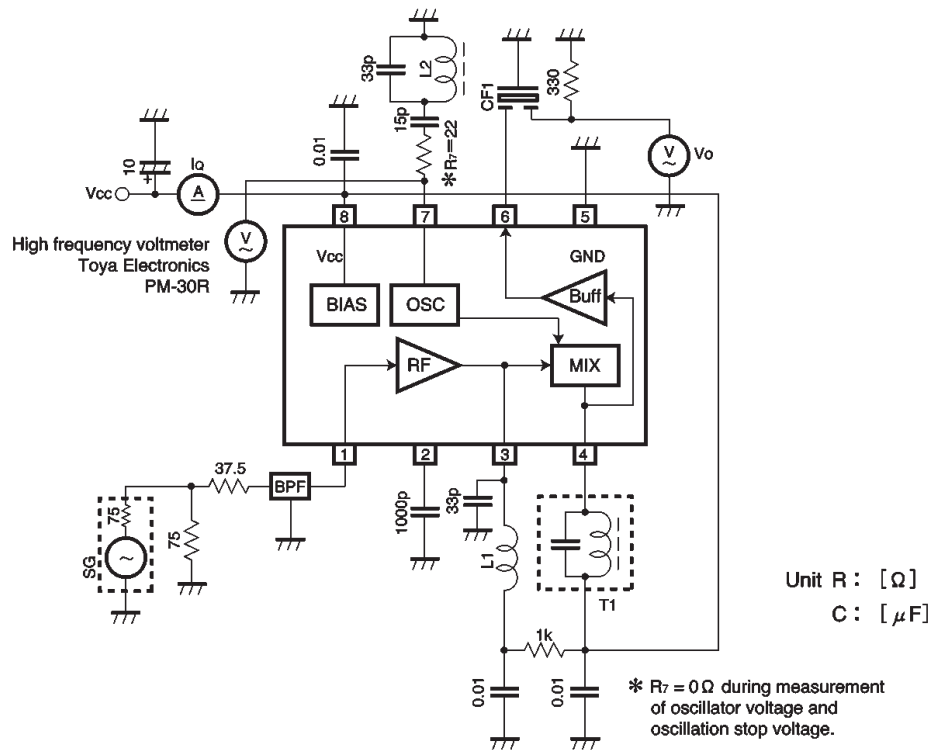 33p
L2
15p
✱R₇=22
0.01
10
+
Vcc
I_Q
A
V
~
High frequency voltmeter
Toya Electronics
PM-30R
CF1
330
V
~
Vo
8
7
6
5
Vcc
GND
BIAS
OSC
Buff
RF
MIX
1
2
3
4
37.5
BPF
75
SG
~
75
1000p
33p
L1
T1
1k
0.01
0.01
Unit R : [Ω]
C : [μF]
✱ R₇ = 0 Ω during measurement
of oscillator voltage and
oscillation stop voltage.